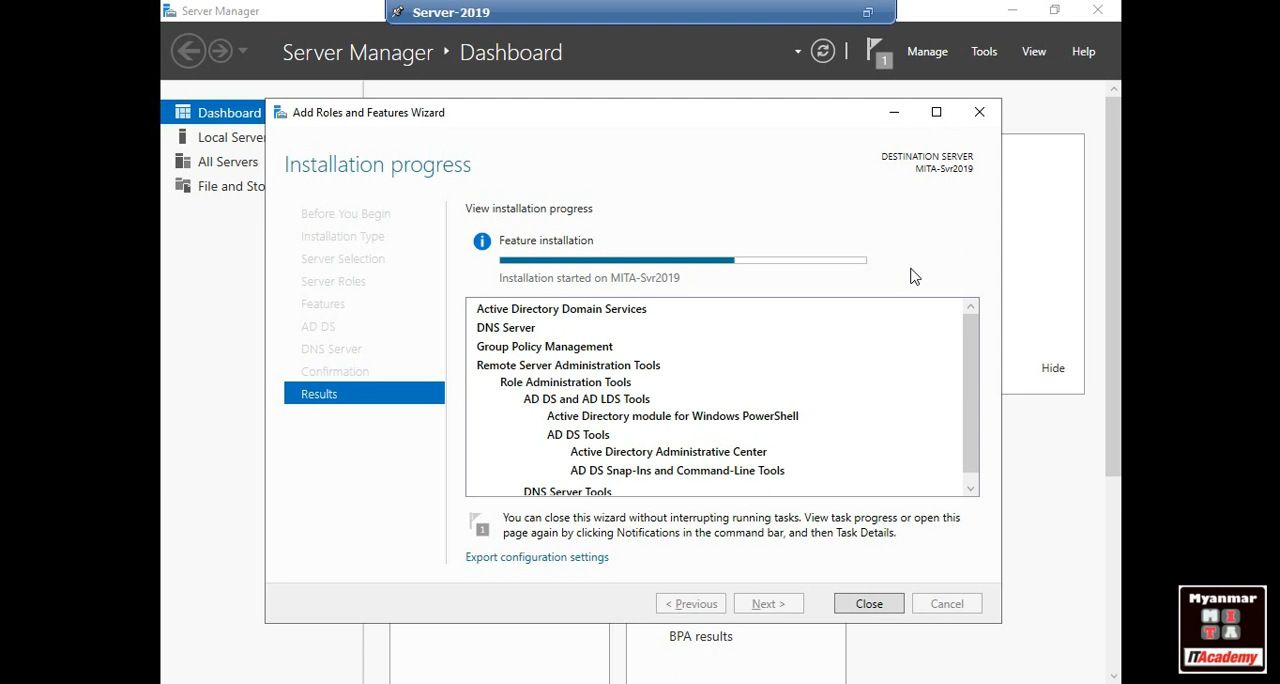 Server Manager
Server-2019
Server Manager ‣ Dashboard
1
Manage
Tools
View
Help
Dashboard
Local Server
All Servers
File and Sto
Add Roles and Features Wizard
Installation progress
DESTINATION SERVER
MITA-Svr2019
Before You Begin
Installation Type
Server Selection
Server Roles
Features
AD DS
DNS Server
Confirmation
Results
View installation progress
Feature installation
Installation started on MITA-Svr2019
Active Directory Domain Services
DNS Server
Group Policy Management
Remote Server Administration Tools
Role Administration Tools
AD DS and AD LDS Tools
Active Directory module for Windows PowerShell
AD DS Tools
Active Directory Administrative Center
AD DS Snap-Ins and Command-Line Tools
DNS Server Tools
1
You can close this wizard without interrupting running tasks. View task progress or open this
page again by clicking Notifications in the command bar, and then Task Details.
Export configuration settings
< Previous
Next >
Close
Cancel
Hide
BPA results
Myanmar
M I
T A
ITAcademy